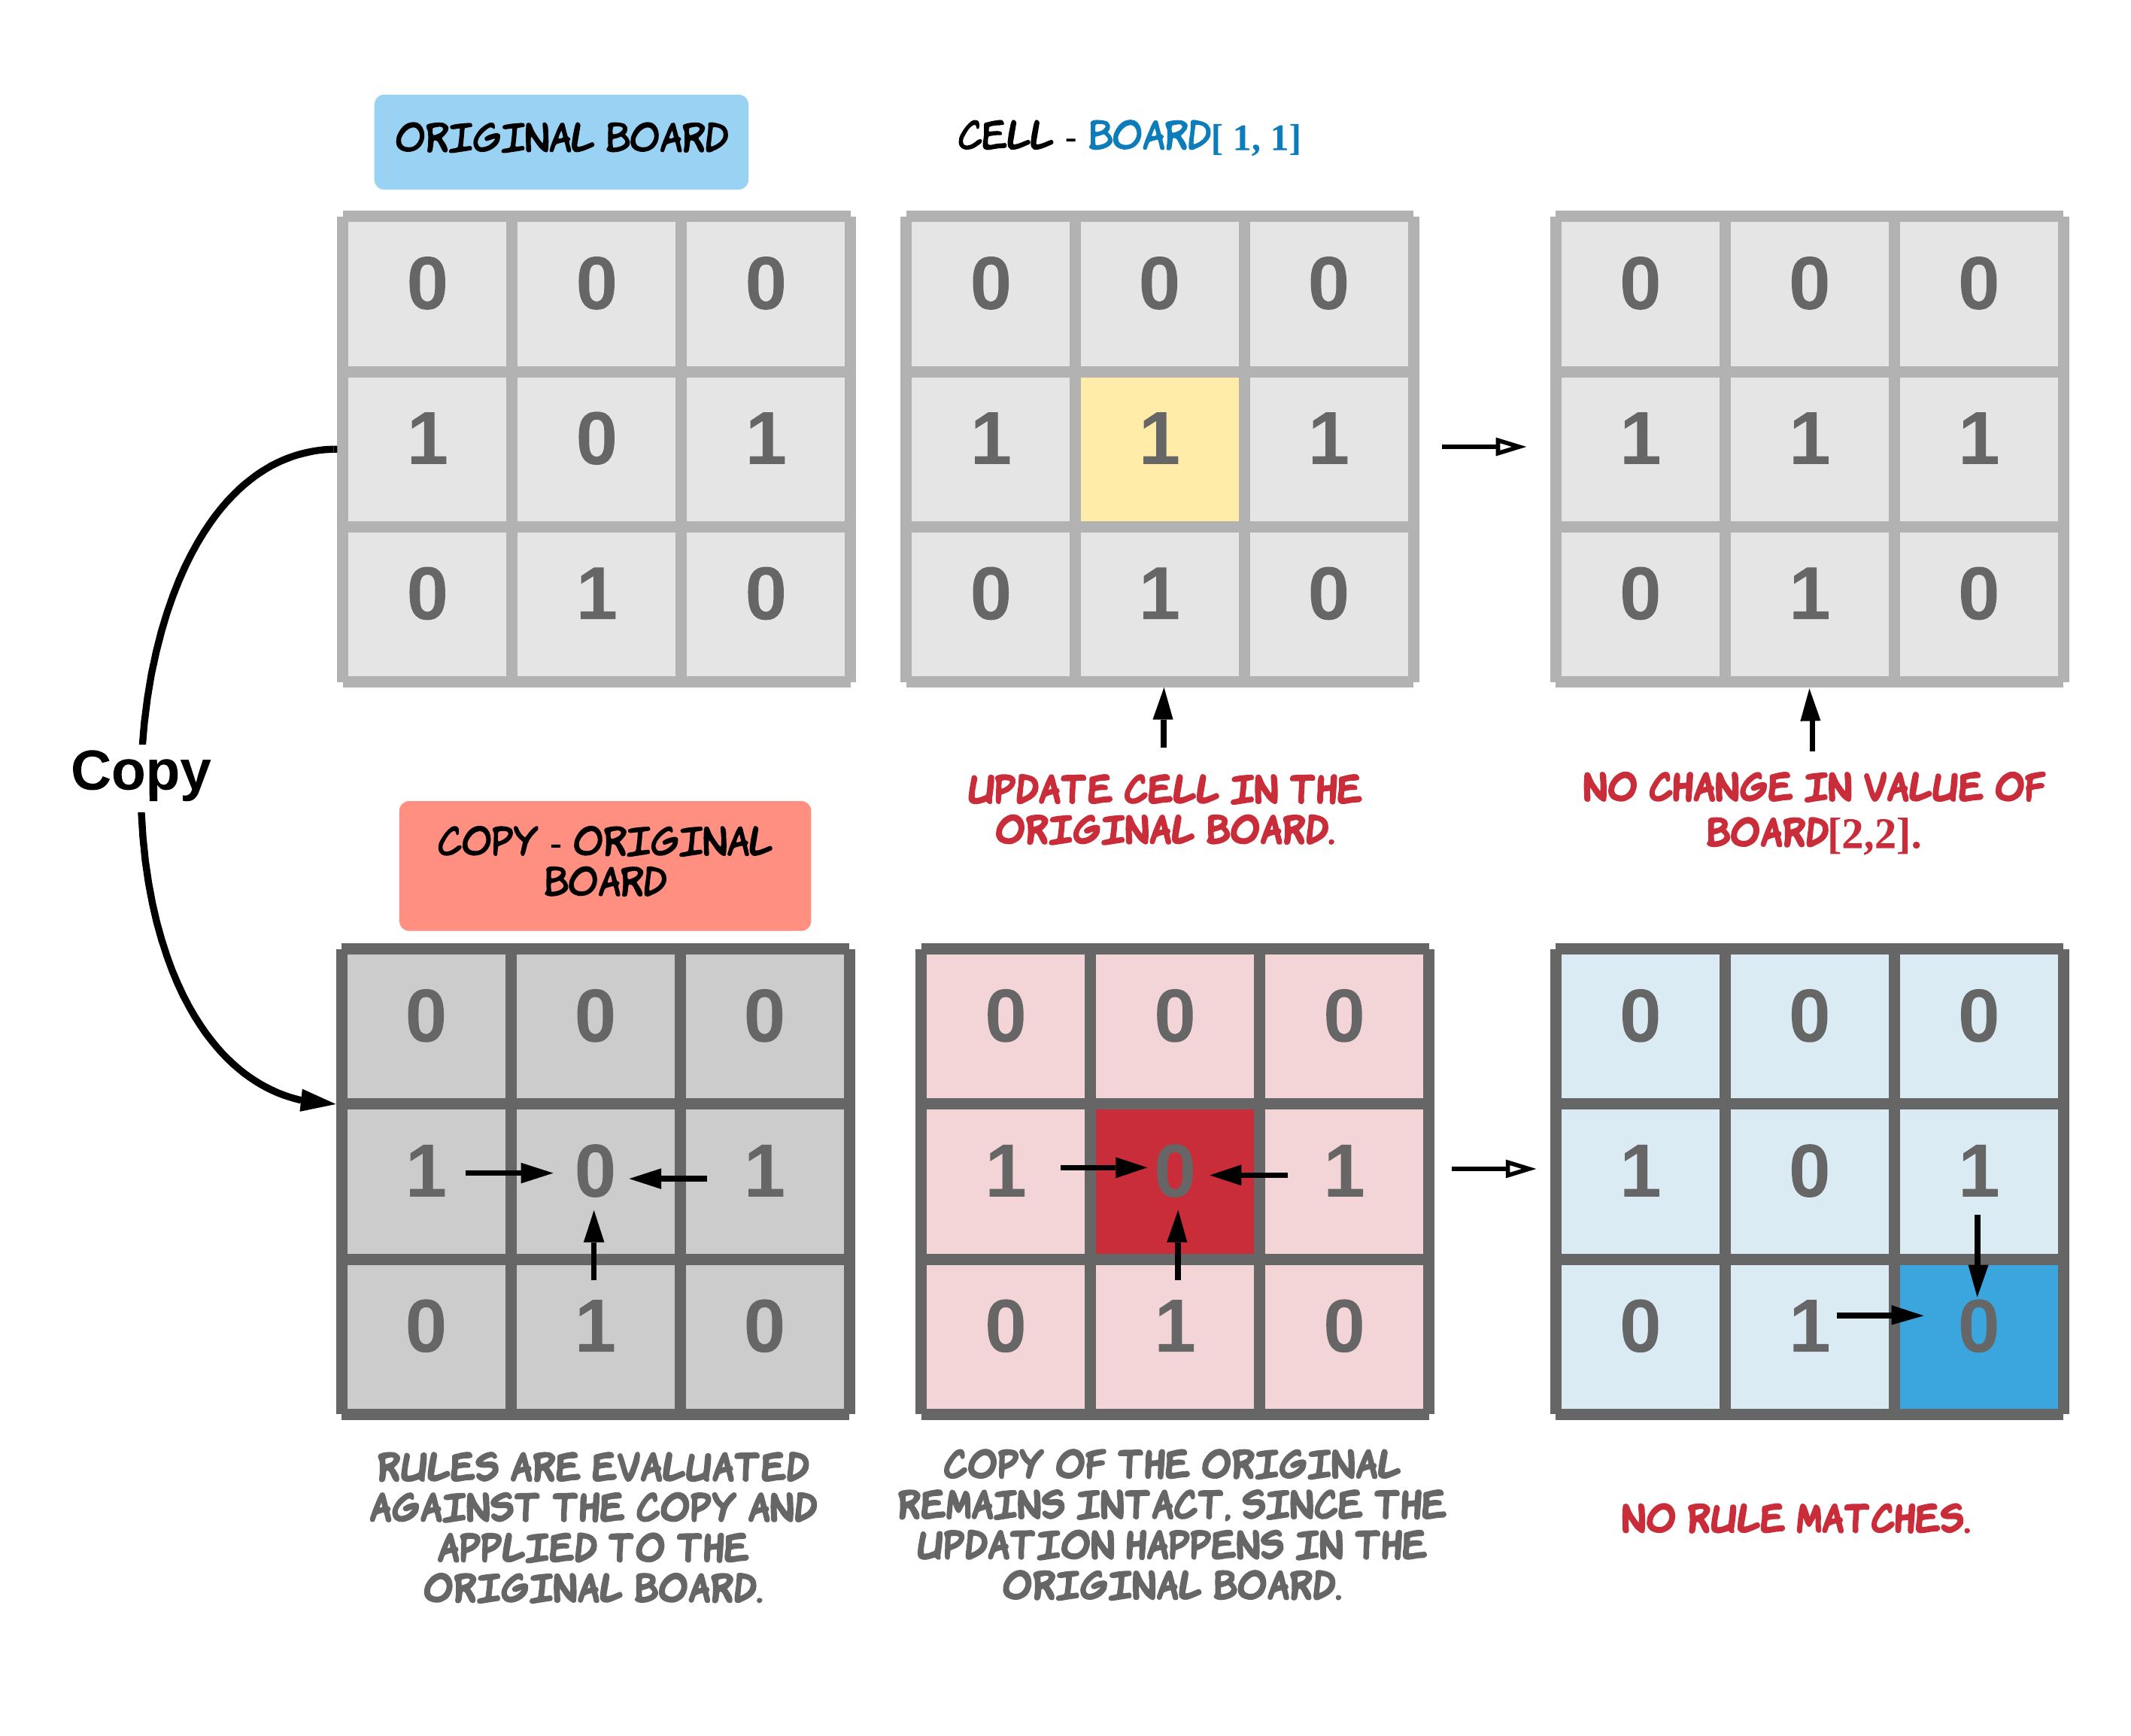 ORIGINAL BOARD
CELL - BOARD[ 1, 1]
0 0 0
1 0 1
0 1 0
0 0 0
1 1 1
0 1 0
0 0 0
1 1 1
0 1 0
Copy
UPDATE CELL IN THE
ORIGINAL BOARD.
NO CHANGE IN VALUE OF
BOARD[2,2].
COPY - ORIGINAL
BOARD
0 0 0
1 0 1
0 1 0
0 0 0
1 0 1
0 1 0
0 0 0
1 0 1
0 1 0
RULES ARE EVALUATED
AGAINST THE COPY AND
APPLIED TO THE
ORIGINAL BOARD.
COPY OF THE ORIGINAL
REMAINS INTACT, SINCE THE
UPDATION HAPPENS IN THE
ORIGINAL BOARD.
NO RULE MATCHES.